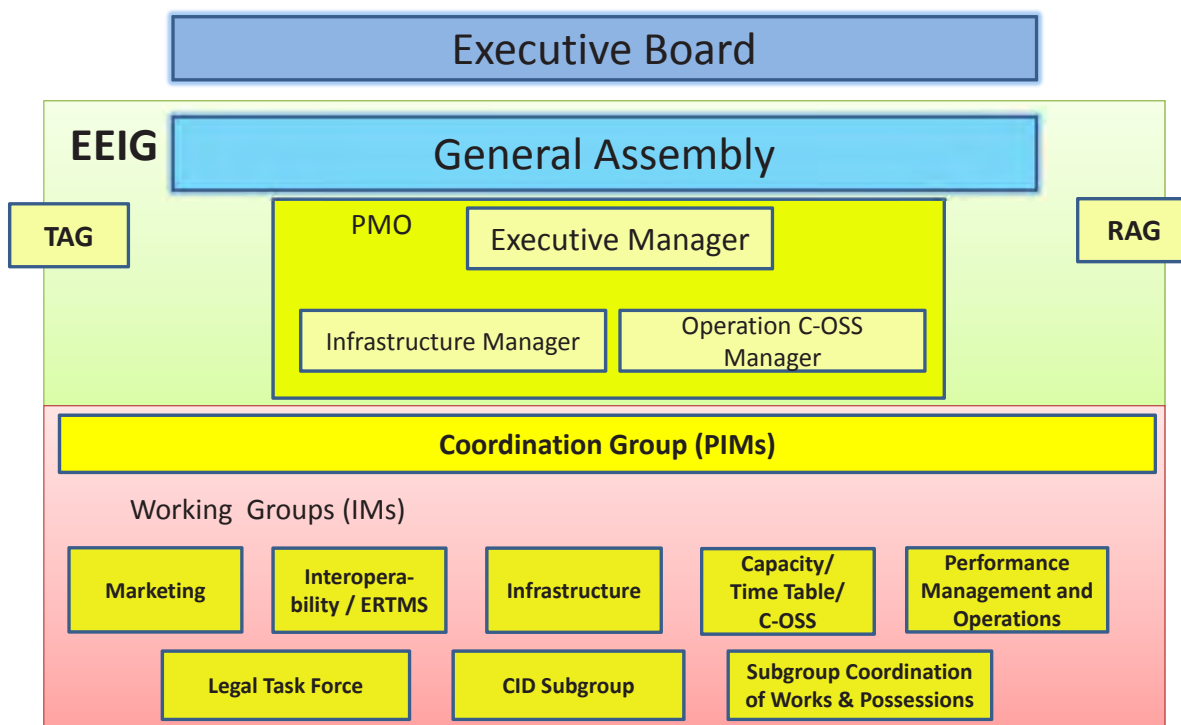 Executive Board
EEIG
General Assembly
TAG
PMO
Executive Manager
RAG
Infrastructure Manager
Operation C-OSS
Manager
Coordination Group (PIMs)
Working Groups (IMs)
Marketing
Interopera-
bility / ERTMS
Infrastructure
Capacity/
Time Table/
C-OSS
Performance
Management and
Operations
Legal Task Force
CID Subgroup
Subgroup Coordination
of Works & Possessions